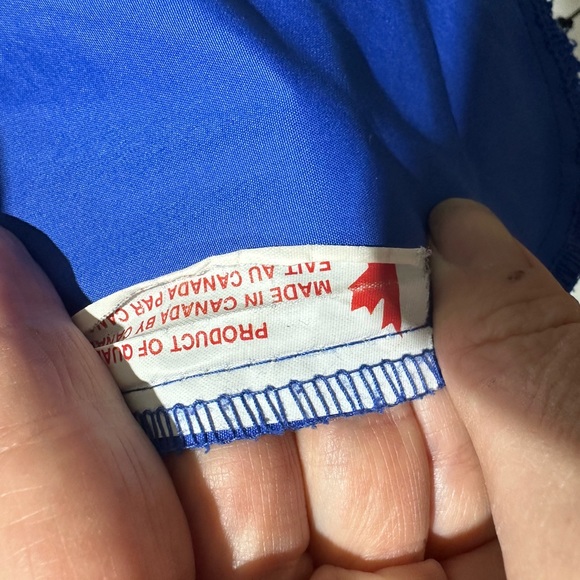 PRODUCT OF
MADE IN CANADA BY
FAIT AU CANADA PAR